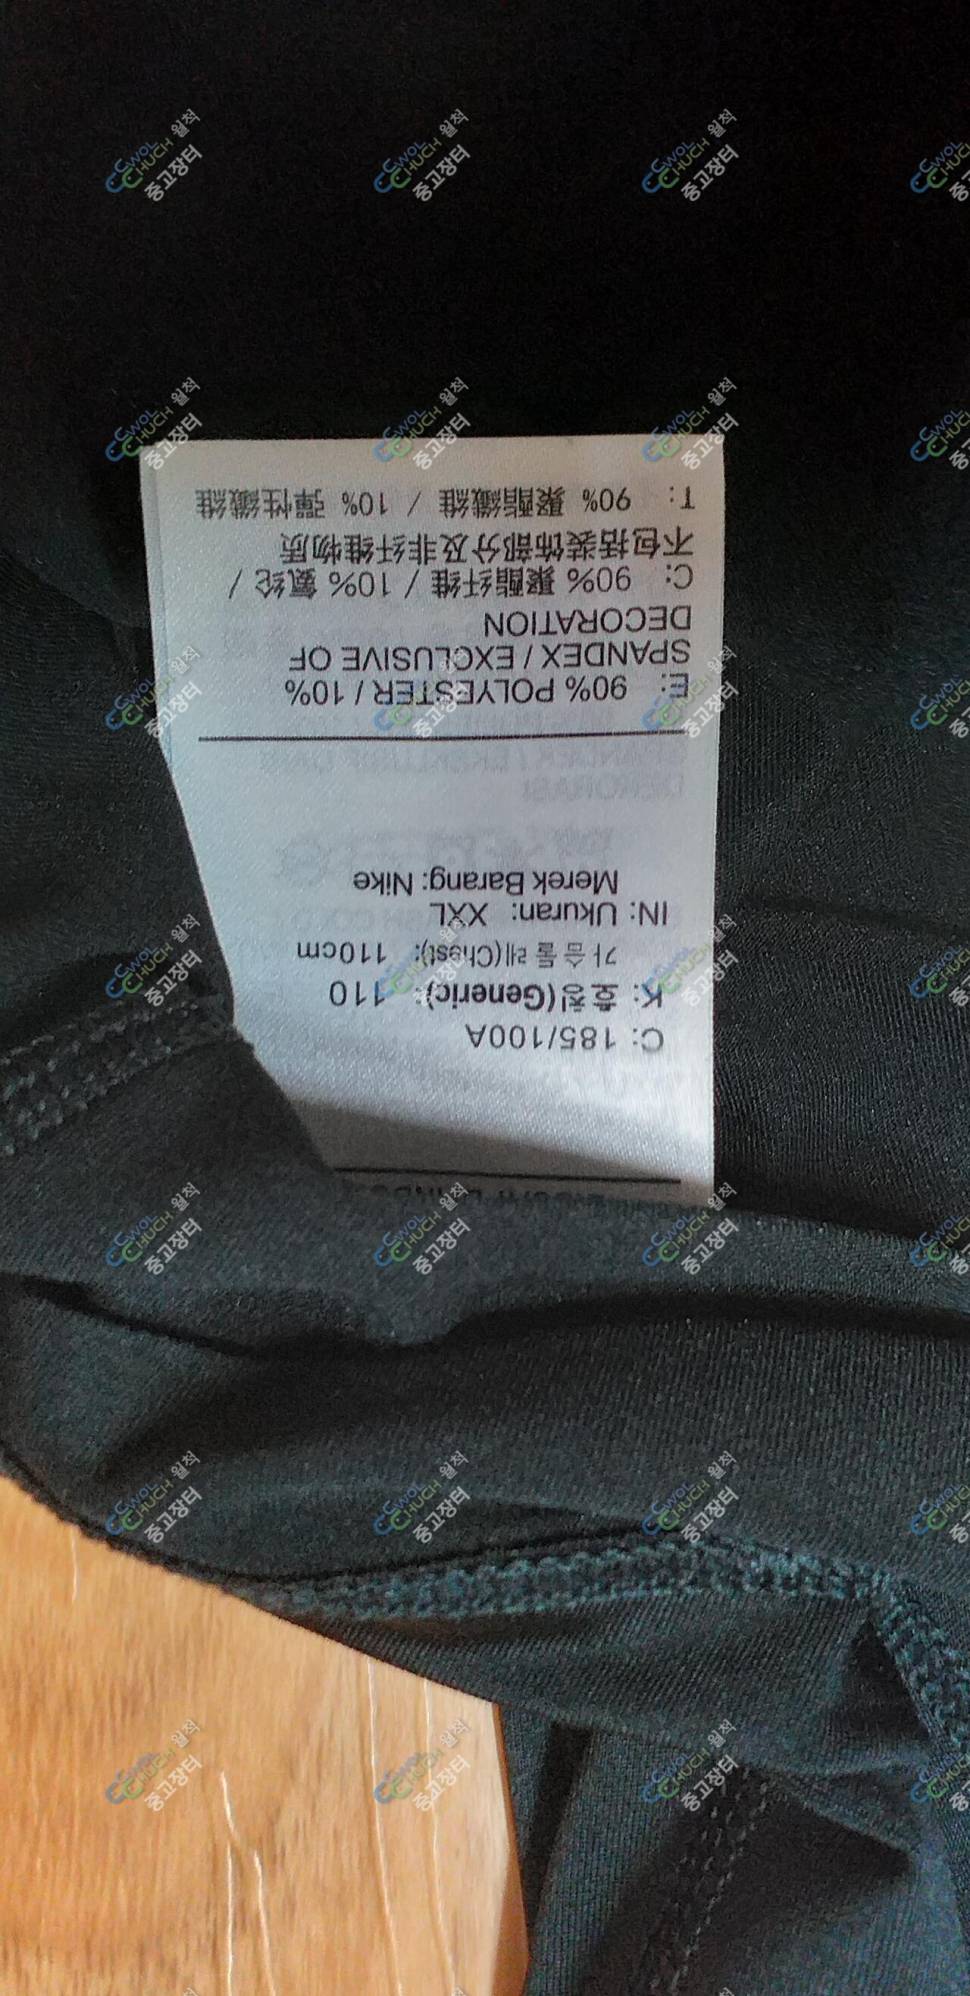 C: 185/100A
K: 호칭(Generic): 110
가슴둘레(Chest): 110cm
IN: Ukuran: XXL
Merek Barang: Nike
E: 90% POLYESTER / 10%
SPANDEX / EXCLUSIVE OF
DECORATION
C: 90% 聚酯纤维 / 10% 氨纶 /
不包括装饰部分及非纤维物质
T: 90% 聚酯纖維 / 10% 彈性纖維
CWOL
CHUCH 월척
중고장터